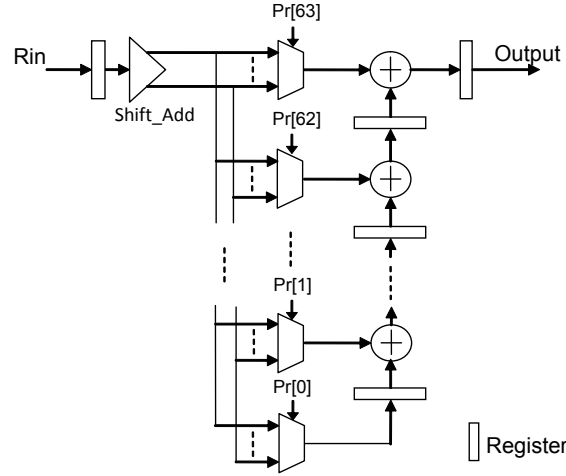 Pr[63]
Rin
Output
Shift_Add
Pr[62]
Pr[1]
Pr[0]
Register